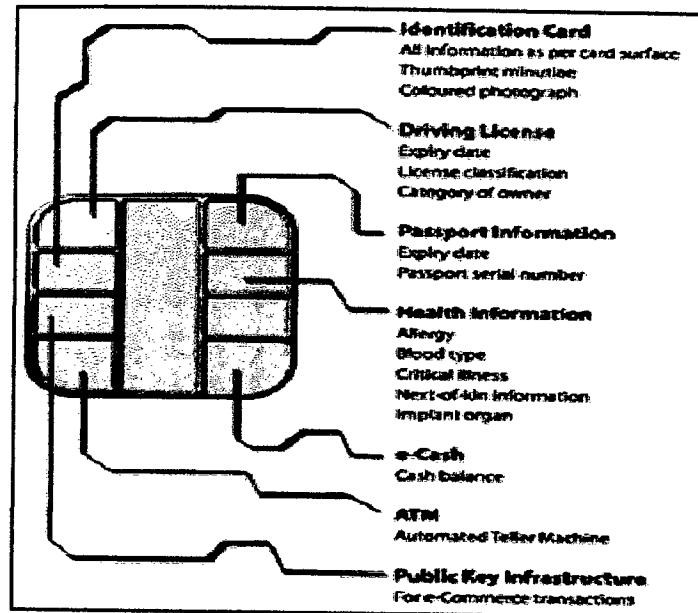 Identification Card
All information as per card surface
Thumbprint minutiae
Coloured photograph
Driving License
Expiry date
License classification
Category of owner
Passport Information
Expiry date
Passport serial number
Health Information
Allergy
Blood type
Critical illness
Next-of-kin information
Implant organ
e-Cash
Cash balance
ATM
Automated Teller Machine
Public Key Infrastructure
For e-Commerce transactions